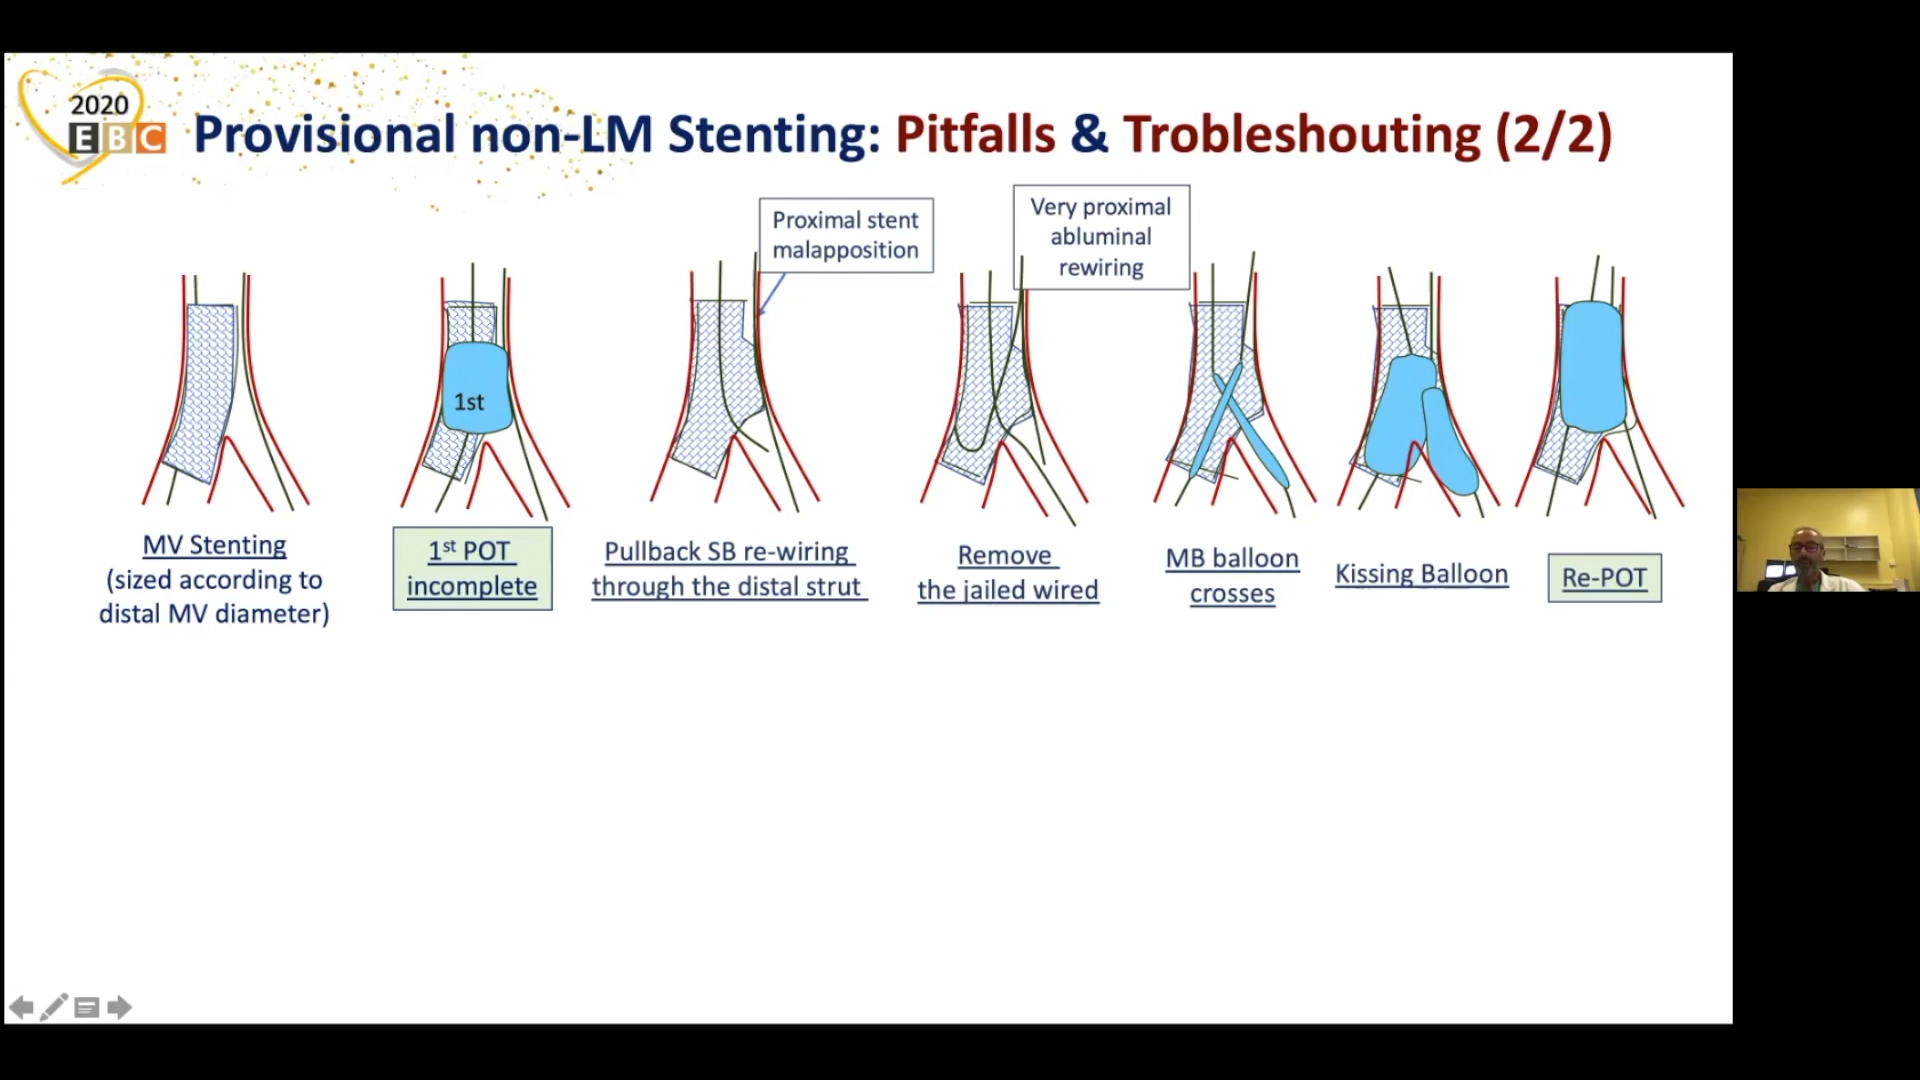 2020
EBC
Provisional non-LM Stenting: Pitfalls & Trobleshouting (2/2)
Proximal stent
malapposition
Very proximal
abluminal
rewiring
1st
MV Stenting
(sized according to
distal MV diameter)
1st POT
incomplete
Pullback SB re-wiring
through the distal strut
Remove
the jailed wired
MB balloon
crosses
Kissing Balloon
Re-POT